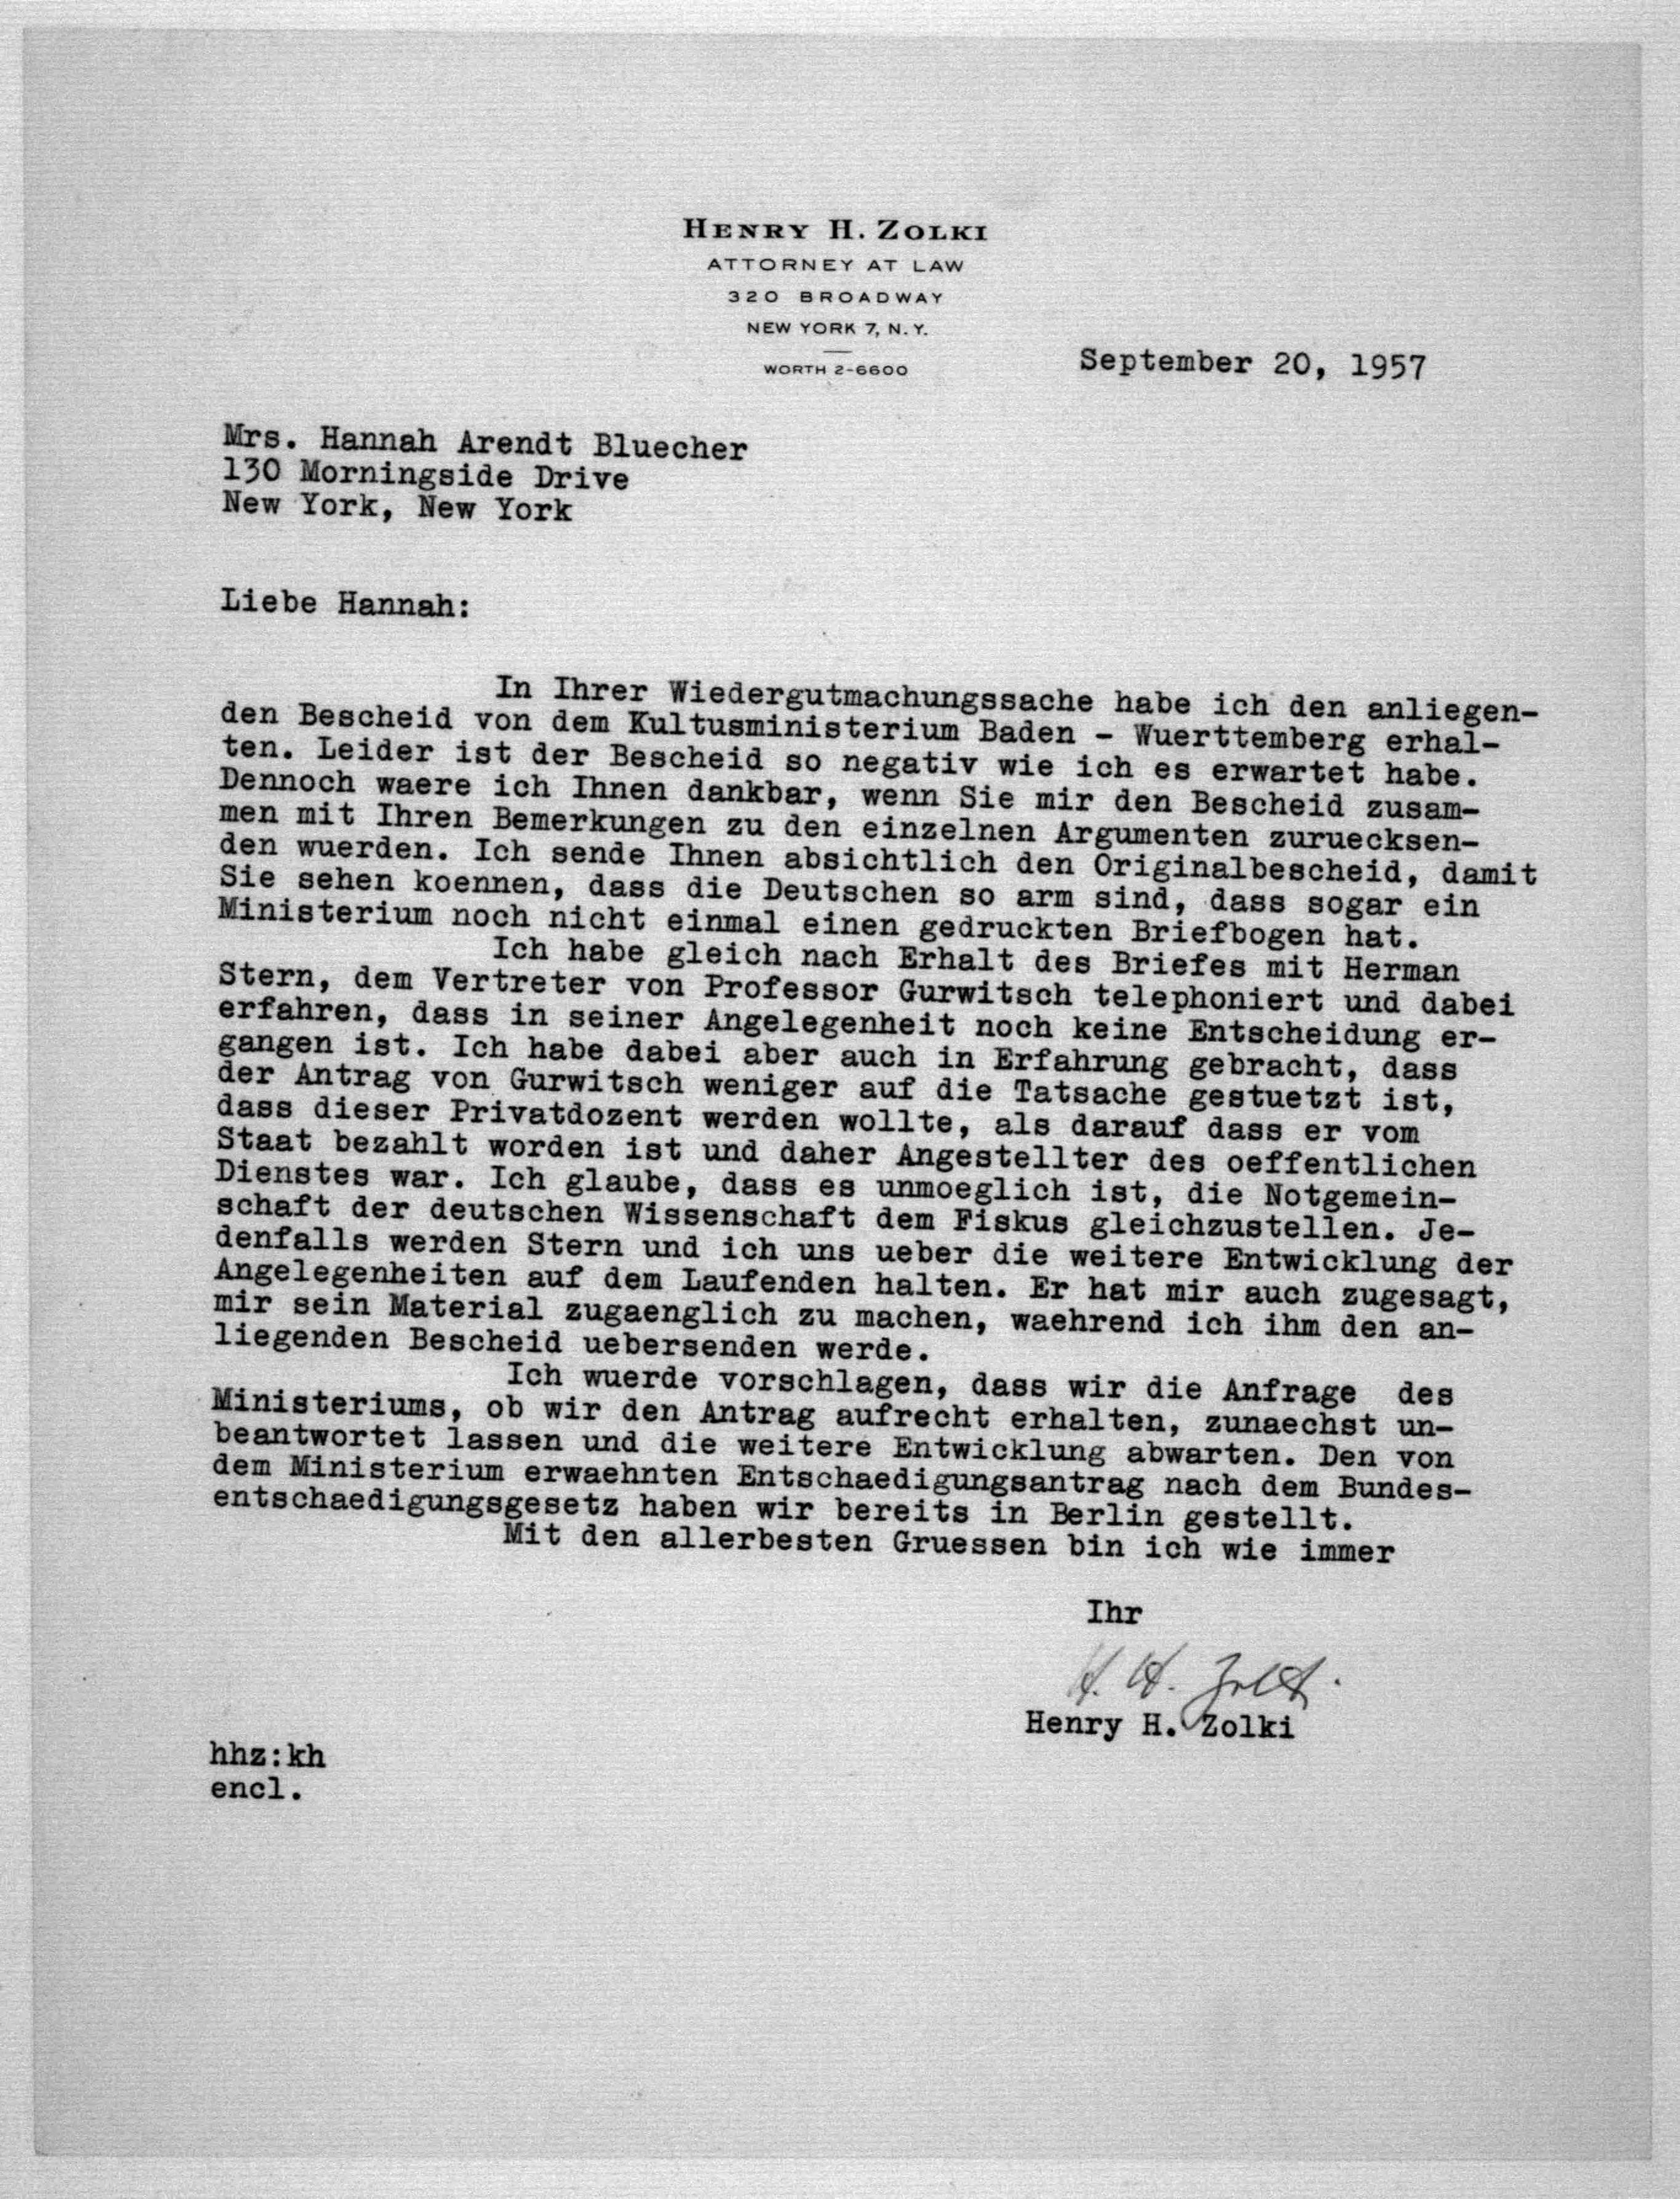 HENRY H. ZOLKI
ATTORNEY AT LAW
320 BROADWAY
NEW YORK 7, N. Y.
WORTH 2-6600
September 20, 1957
Mrs. Hannah Arendt Bluecher
130 Morningside Drive
New York, New York
Liebe Hannah:
In Ihrer Wiedergutmachungssache habe ich den anliegen-
den Bescheid von dem Kultusministerium Baden - Wuerttemberg erhal-
ten. Leider ist der Bescheid so negativ wie ich es erwartet habe.
Dennoch waere ich Ihnen dankbar, wenn Sie mir den Bescheid zusam-
men mit Ihren Bemerkungen zu den einzelnen Argumenten zuruecksen-
den wuerden. Ich sende Ihnen absichtlich den Originalbescheid, damit
Sie sehen koennen, dass die Deutschen so arm sind, dass sogar ein
Ministerium noch nicht einmal einen gedruckten Briefbogen hat.
Ich habe gleich nach Erhalt des Briefes mit Herman
Stern, dem Vertreter von Professor Gurwitsch telephoniert und dabei
erfahren, dass in seiner Angelegenheit noch keine Entscheidung er-
gangen ist. Ich habe dabei aber auch in Erfahrung gebracht, dass
der Antrag von Gurwitsch weniger auf die Tatsache gestuetzt ist,
dass dieser Privatdozent werden wollte, als darauf dass er vom
Staat bezahlt worden ist und daher Angestellter des oeffentlichen
Dienstes war. Ich glaube, dass es unmoeglich ist, die Notgemein-
schaft der deutschen Wissenschaft dem Fiskus gleichzustellen. Je-
denfalls werden Stern und ich uns ueber die weitere Entwicklung der
Angelegenheiten auf dem Laufenden halten. Er hat mir auch zugesagt,
mir sein Material zugaenglich zu machen, waehrend ich ihm den an-
liegenden Bescheid uebersenden werde.
Ich wuerde vorschlagen, dass wir die Anfrage des
Ministeriums, ob wir den Antrag aufrecht erhalten, zunaechst un-
beantwortet lassen und die weitere Entwicklung abwarten. Den von
dem Ministerium erwaehnten Entschaedigungsantrag nach dem Bundes-
entschaedigungsgesetz haben wir bereits in Berlin gestellt.
Mit den allerbesten Gruessen bin ich wie immer
Ihr
H. H. Zolki
Henry H. Zolki
hhz:kh
encl.